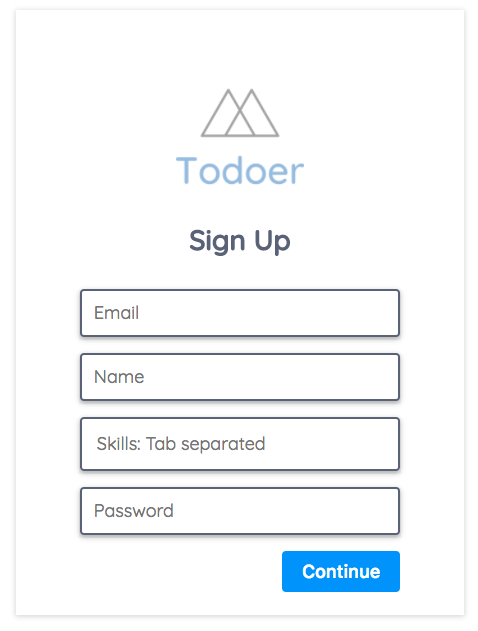 Todoer
Sign Up
Email
Name
Skills: Tab separated
Password
Continue